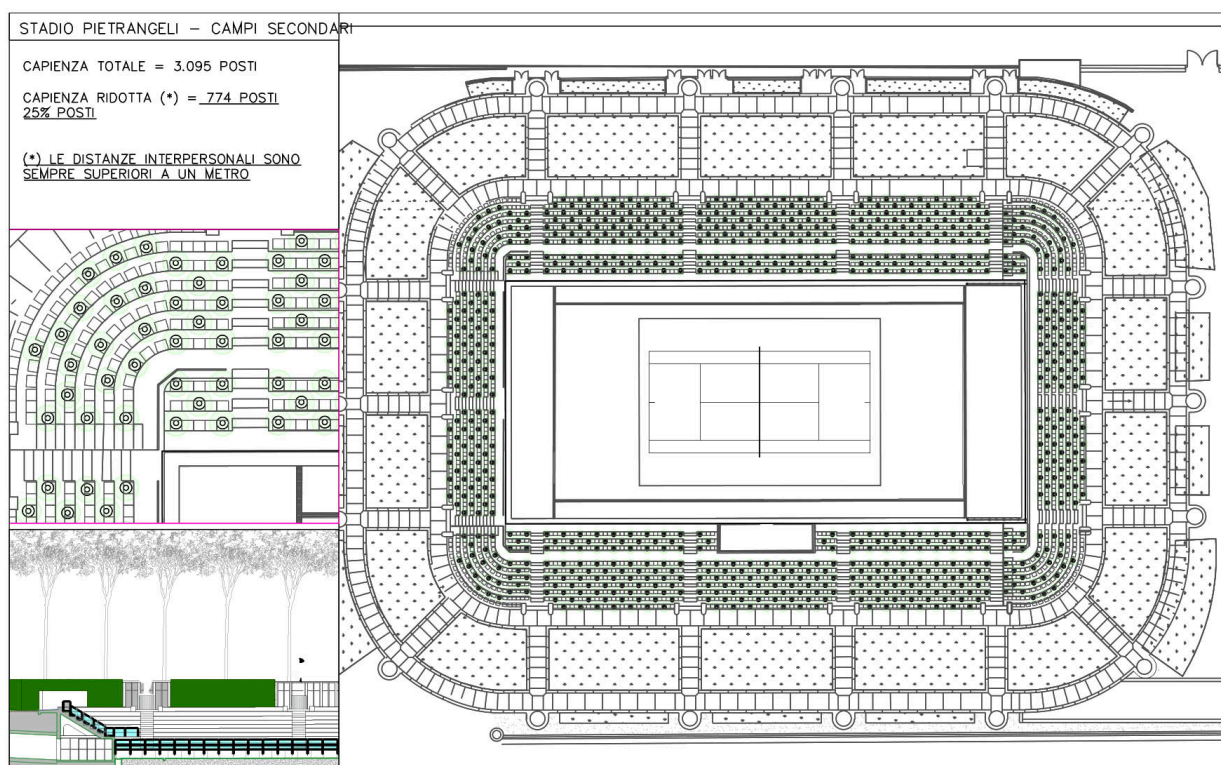 STADIO PIETRANGELI – CAMPI SECONDARI
CAPIENZA TOTALE = 3.095 POSTI
CAPIENZA RIDOTTA (*) = 774 POSTI
25% POSTI
(*) LE DISTANZE INTERPERSONALI SONO
SEMPRE SUPERIORI A UN METRO